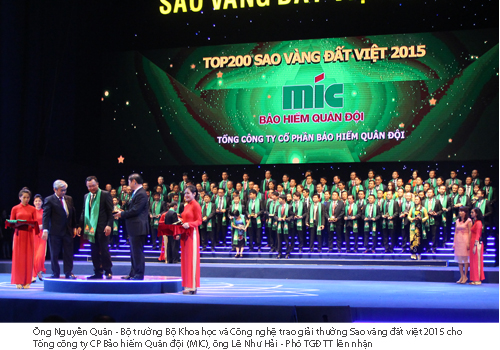 SAO VÀNG ĐẤT VIỆT
TOP200 SAO VÀNG ĐẤT VIỆT 2015
mic
BẢO HIỂM QUÂN ĐỘI
TỔNG CÔNG TY CỔ PHẦN BẢO HIỂM QUÂN ĐỘI
Ông Nguyễn Quân - Bộ trưởng Bộ Khoa học và Công nghệ trao giải thưởng Sao vàng đất việt 2015 cho
Tổng công ty CP Bảo hiểm Quân đội (MIC), ông Lê Như Hải - Phó TGĐ TT lên nhận